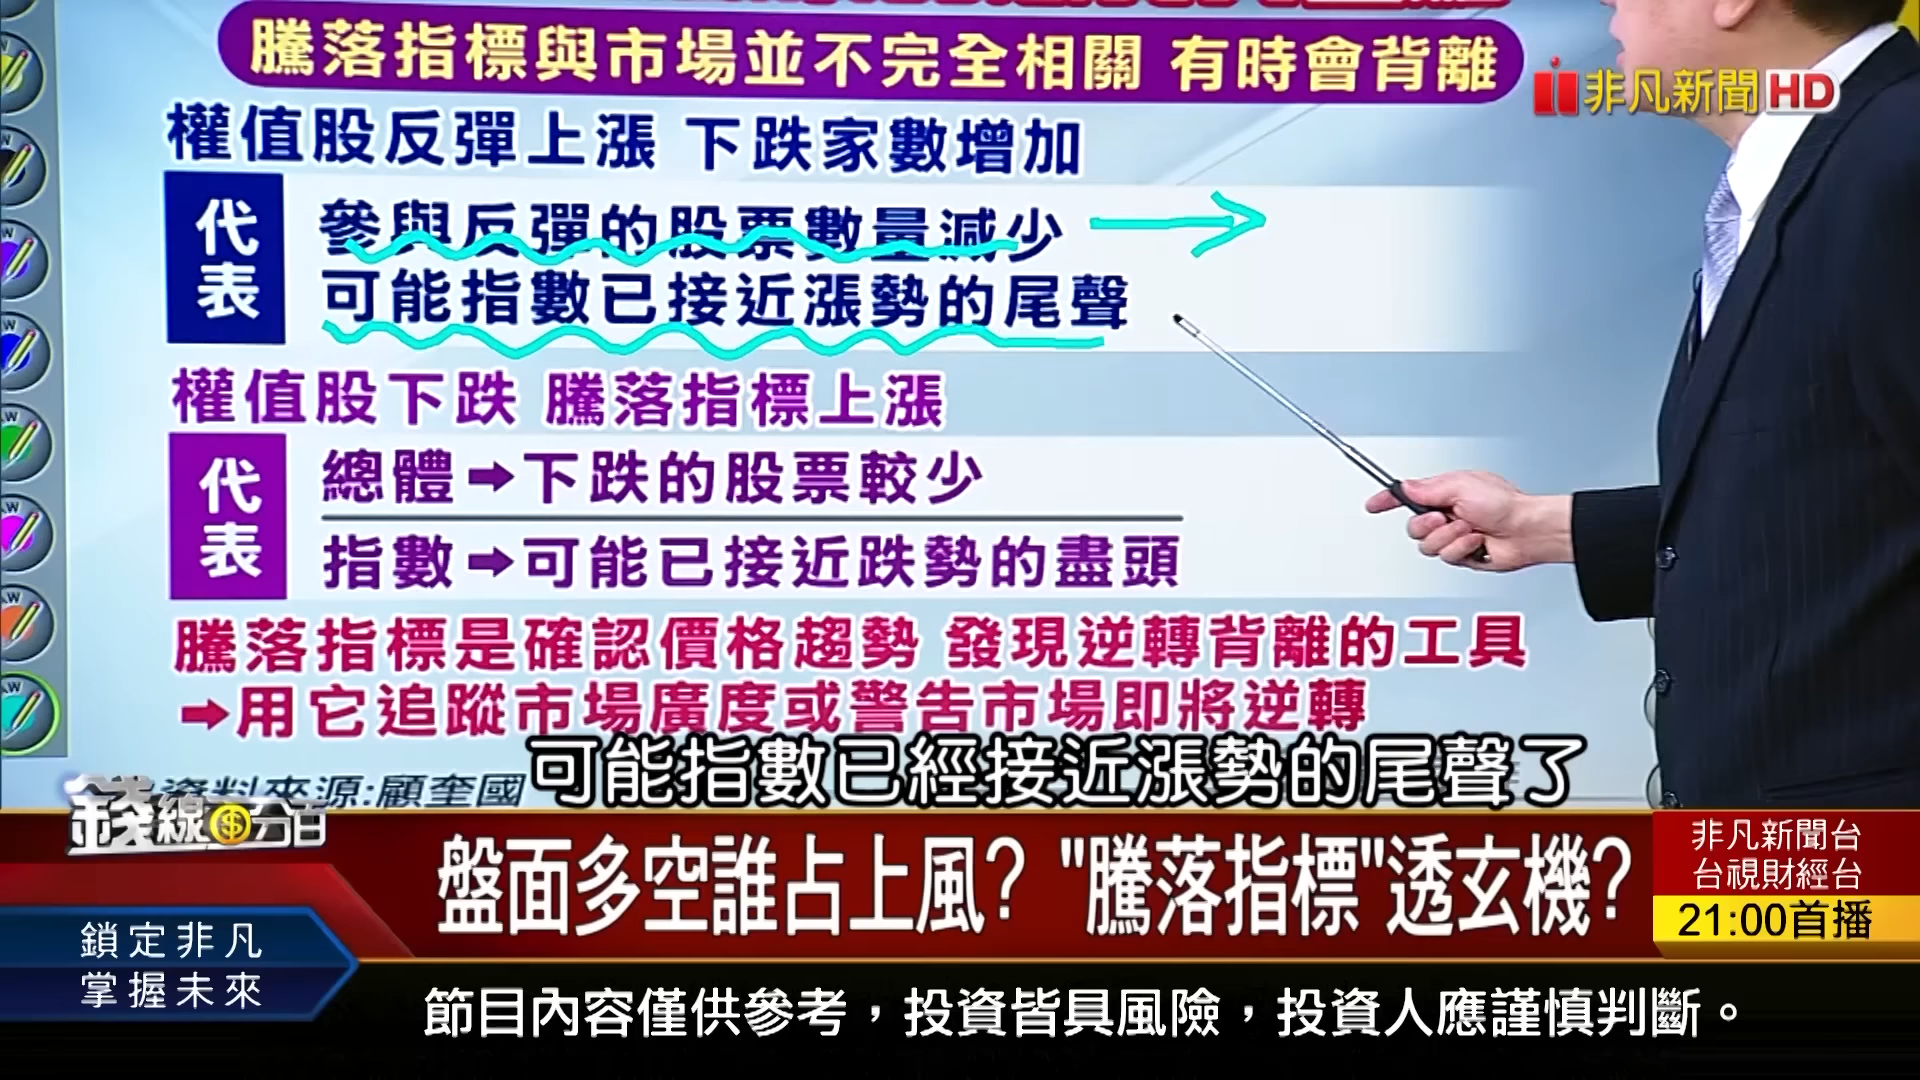 騰落指標與市場並不完全相關 有時會背離
非凡新聞HD
權值股反彈上漲 下跌家數增加
代表
參與反彈的股票數量減少
可能指數已接近漲勢的尾聲
權值股下跌 騰落指標上漲
代表
總體➡下跌的股票較少
指數➡可能已接近跌勢的盡頭
騰落指標是確認價格趨勢 發現逆轉背離的工具
➡用它追蹤市場廣度或警告市場即將逆轉
資料來源:顧奎國
可能指數已經接近漲勢的尾聲了
錢線百分百
盤面多空誰占上風? "騰落指標"透玄機?
非凡新聞台
台視財經台
21:00首播
鎖定非凡
掌握未來
節目內容僅供參考，投資皆具風險，投資人應謹慎判斷。